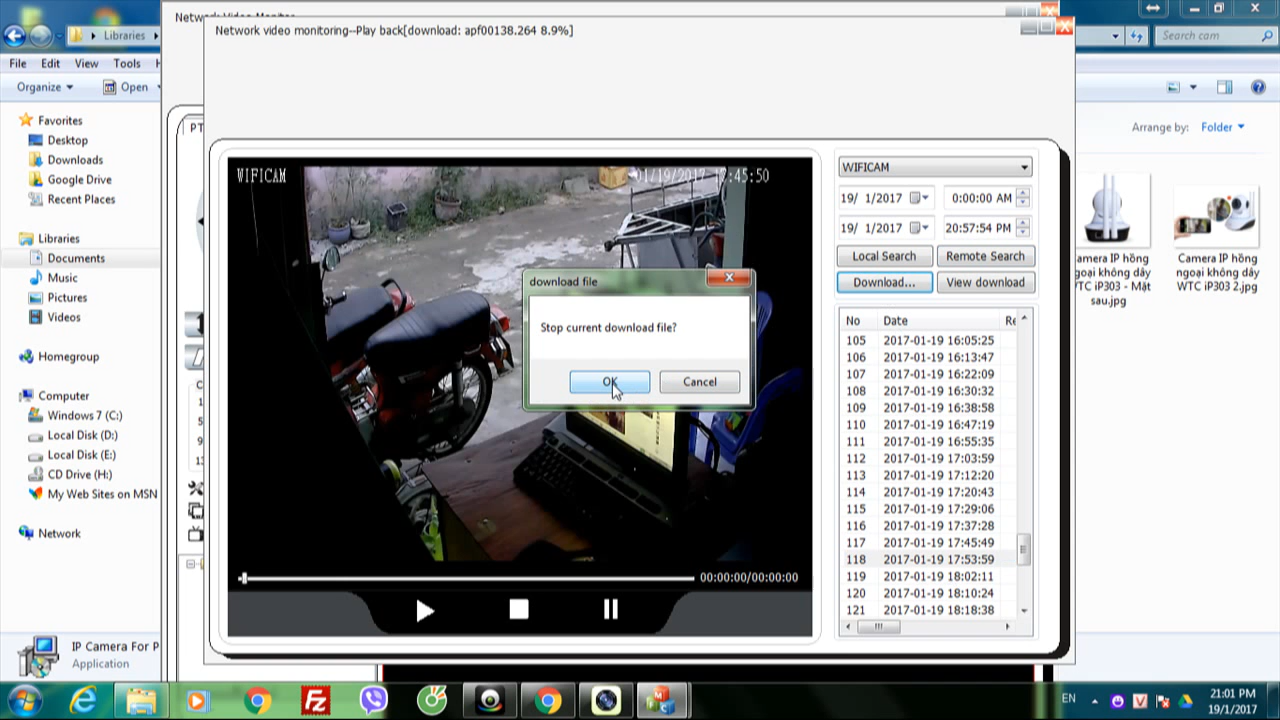 Network video monitoring--Play back[download: apf00138.264 8.9%]
Libraries
Search cam
File Edit View Tools
Organize
Open
Arrange by: Folder
Favorites
Desktop
Downloads
Google Drive
Recent Places
Libraries
Documents
Music
Pictures
Videos
Homegroup
Computer
Windows 7 (C:)
Local Disk (D:)
Local Disk (E:)
CD Drive (H:)
My Web Sites on MSN
Network
IP Camera For P
Application
PT
WIFICAM
download file
Stop current download file?
OK
Cancel
00:00:00/00:00:00
WIFICAM
19/ 1/2017
0:00:00 AM
19/ 1/2017
20:57:54 PM
Local Search
Remote Search
Download...
View download
No Date Re
105 2017-01-19 16:05:25
106 2017-01-19 16:13:47
107 2017-01-19 16:22:09
108 2017-01-19 16:30:32
109 2017-01-19 16:38:58
110 2017-01-19 16:47:19
111 2017-01-19 16:55:35
112 2017-01-19 17:03:59
113 2017-01-19 17:12:20
114 2017-01-19 17:20:43
115 2017-01-19 17:29:06
116 2017-01-19 17:37:28
117 2017-01-19 17:45:49
118 2017-01-19 17:53:59
119 2017-01-19 18:02:11
120 2017-01-19 18:10:24
121 2017-01-19 18:18:38
amera IP hồng
goại không dây
VTC iP303 - Mặt
sau.jpg
Camera IP hồng
ngoại không dây
WTC iP303 2.jpg
EN
21:01 PM
19/1/2017